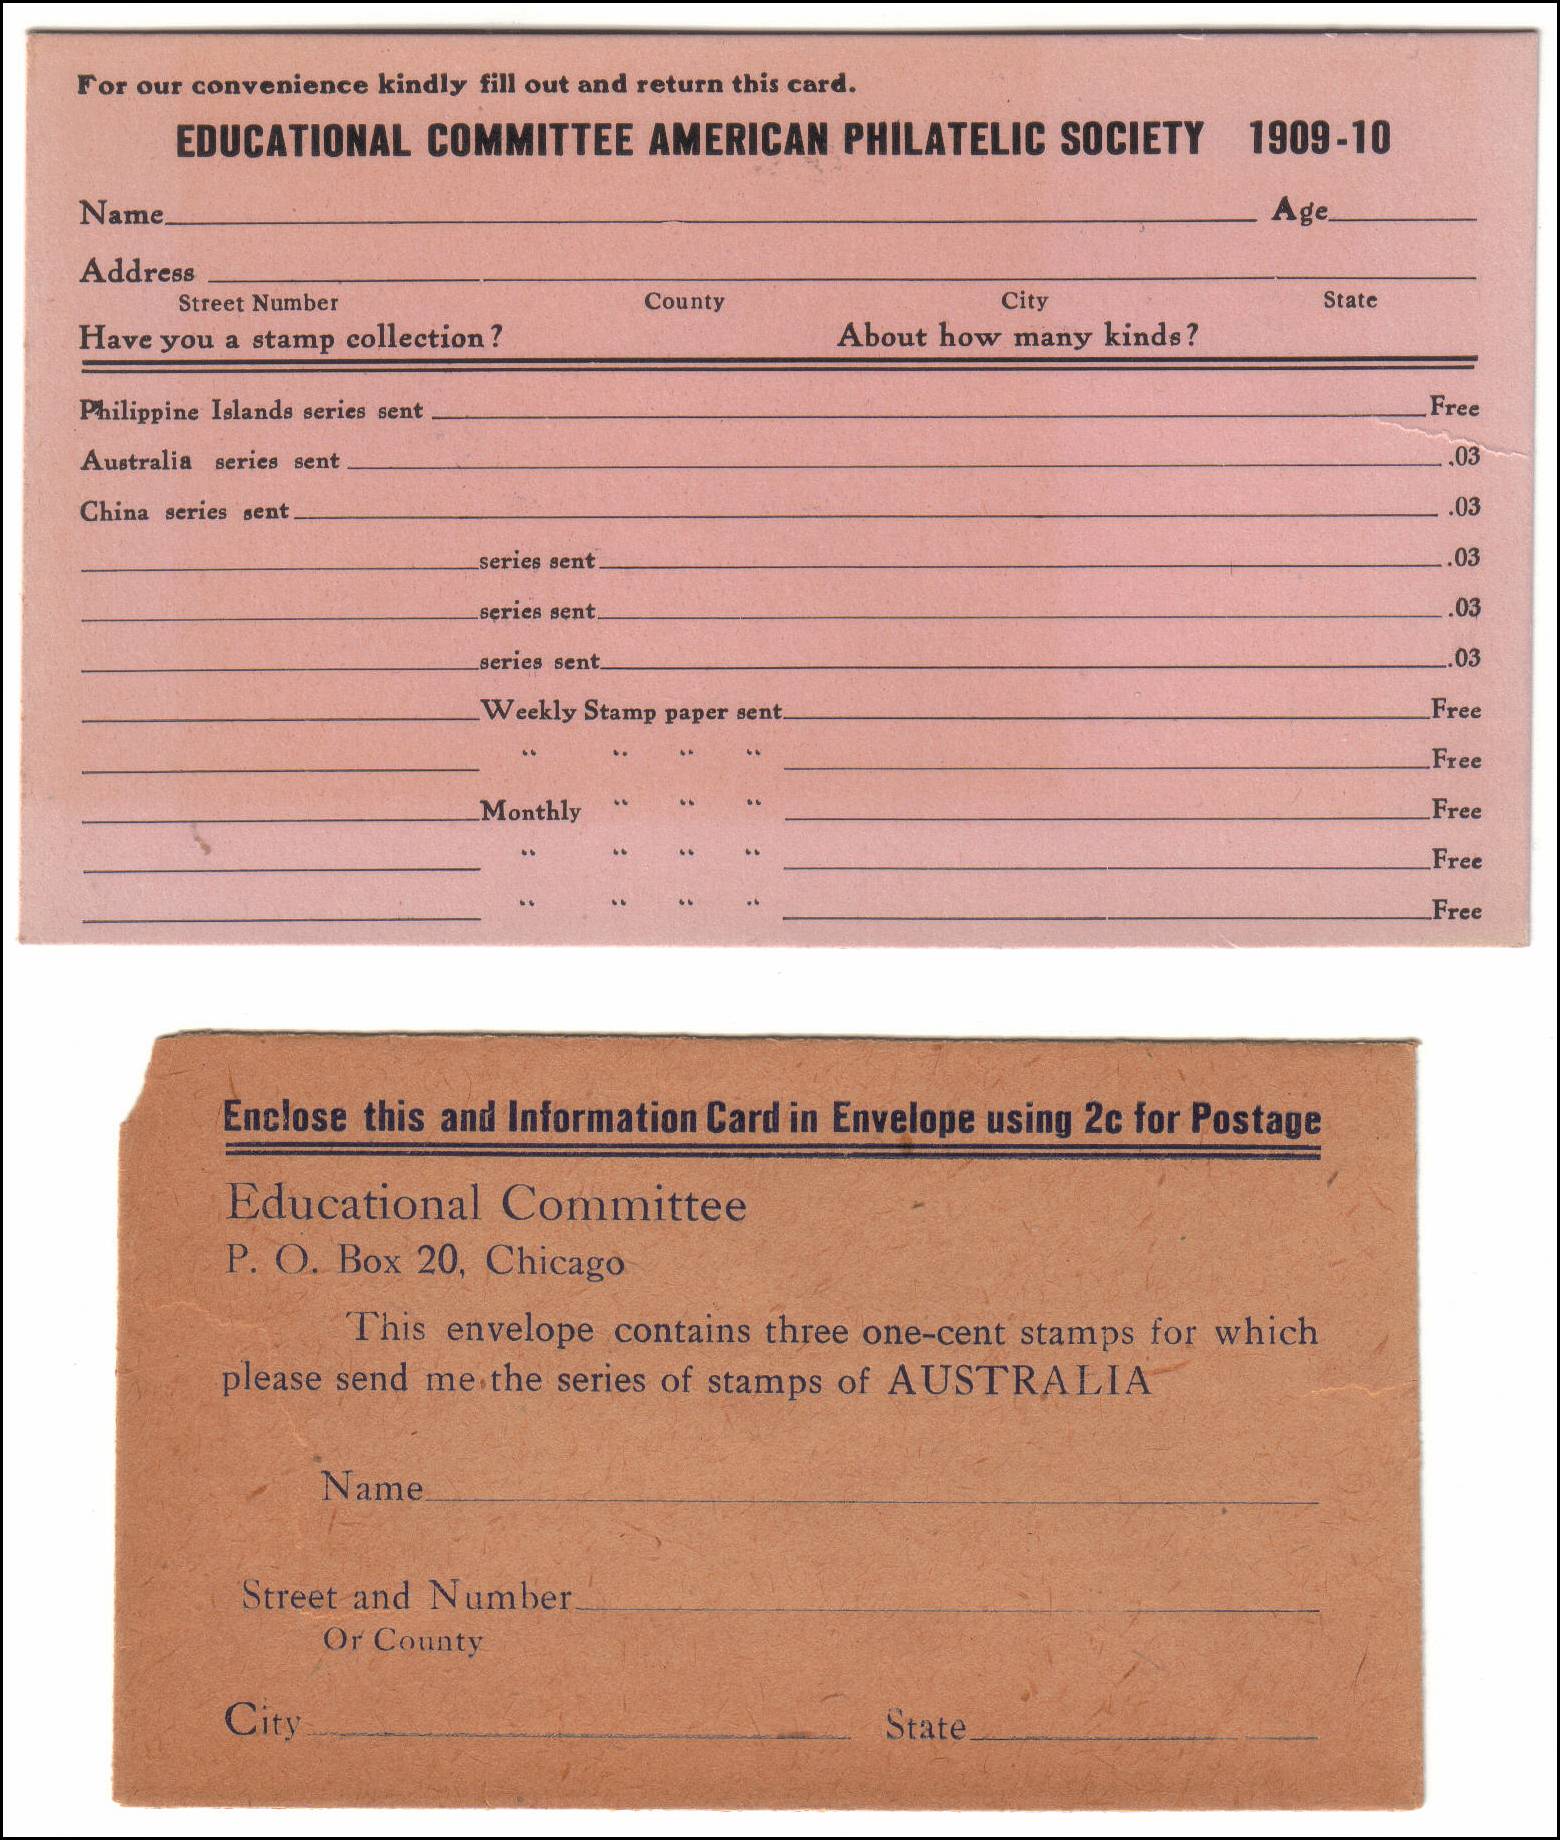 For our convenience kindly fill out and return this card.
EDUCATIONAL COMMITTEE AMERICAN PHILATELIC SOCIETY 1909-10
Name Age
Address
Street Number County City State
Have you a stamp collection? About how many kinds?
Philippine Islands series sent Free
Australia series sent .03
China series sent .03
series sent .03
series sent .03
series sent .03
Weekly Stamp paper sent Free
" " " " Free
Monthly " " " Free
" " " " Free
" " " " Free
Enclose this and Information Card in Envelope using 2c for Postage
Educational Committee
P. O. Box 20, Chicago
This envelope contains three one-cent stamps for which
please send me the series of stamps of AUSTRALIA
Name
Street and Number
Or County
City State